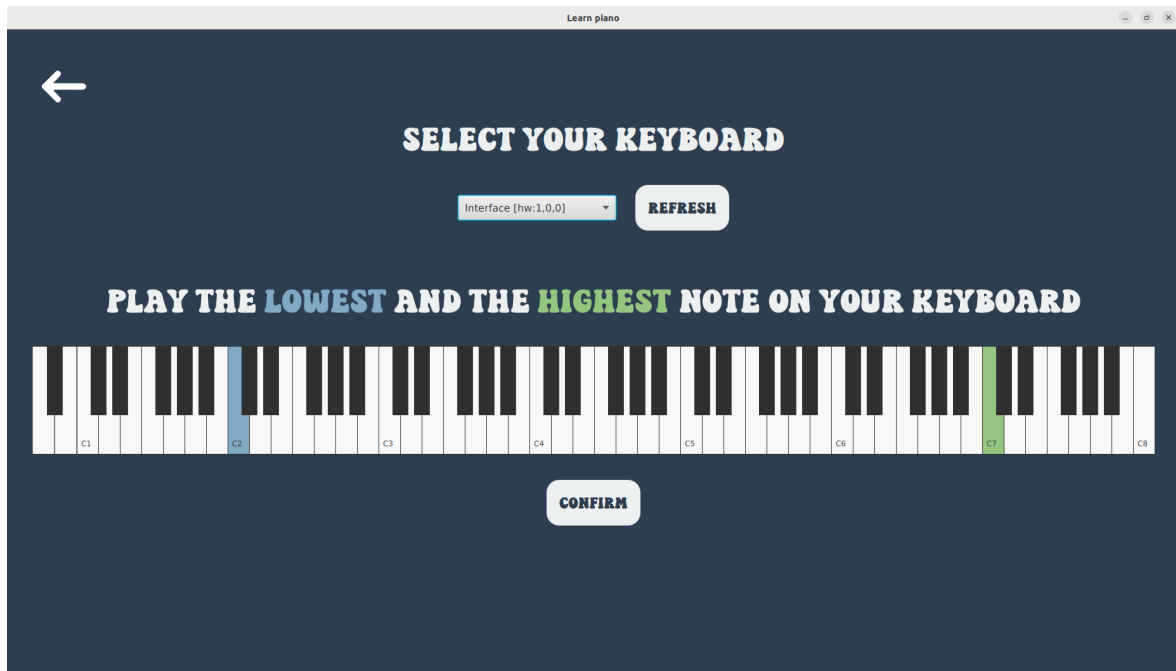 Learn piano
SELECT YOUR KEYBOARD
Interface [hw:1,0,0]
REFRESH
PLAY THE LOWEST AND THE HIGHEST NOTE ON YOUR KEYBOARD
C1 C2 C3 C4 C5 C6 C7 C8
CONFIRM